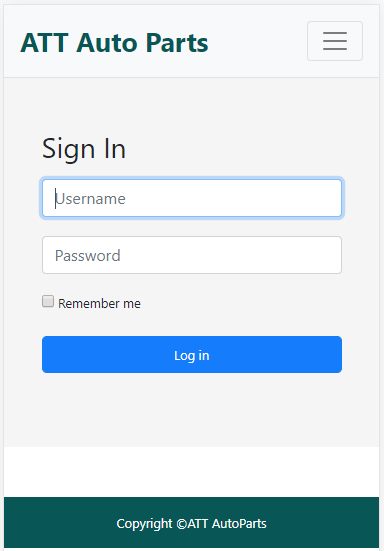 ATT Auto Parts
Sign In
Username
Password
Remember me
Log in
Copyright ©ATT AutoParts